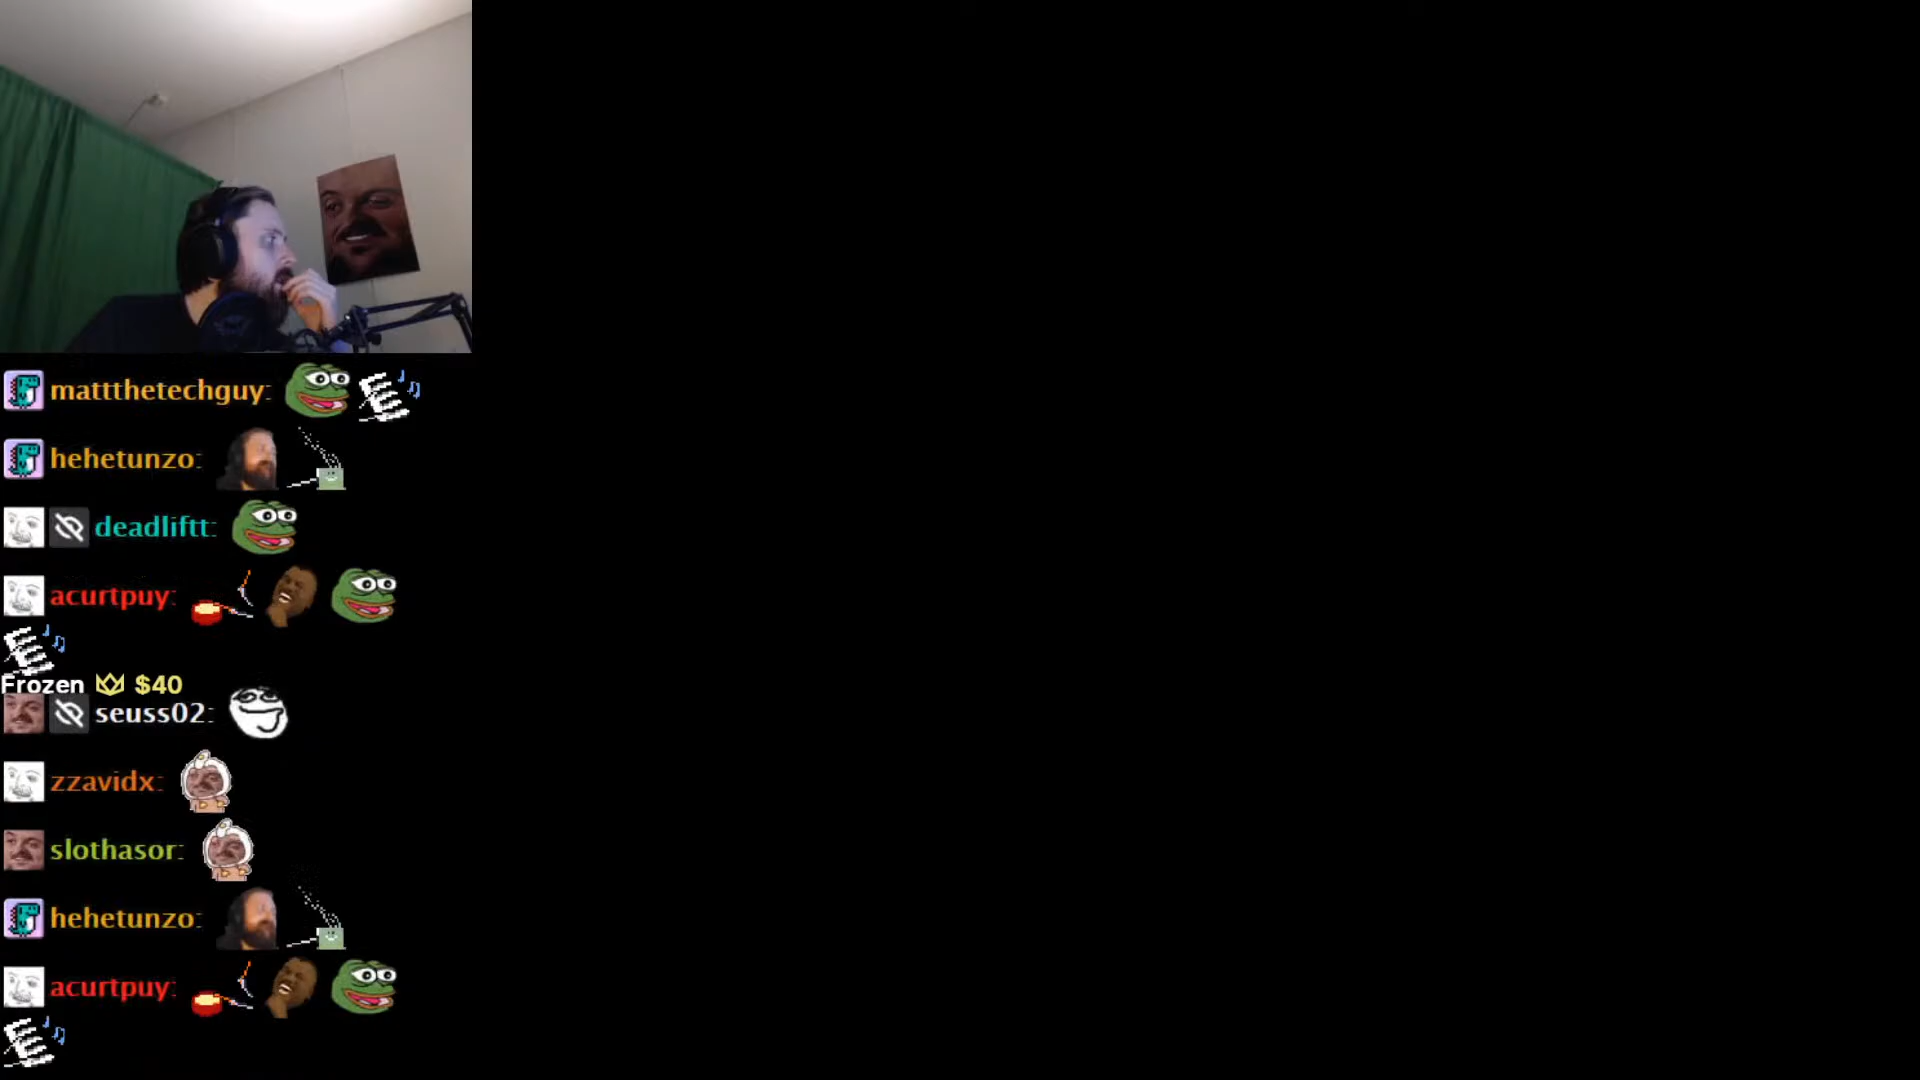 mattthetechguy:
hehetunzo:
deadliftt:
acurtpuy:
Frozen $40
seuss02:
zzavidx:
slothasor:
hehetunzo:
acurtpuy: